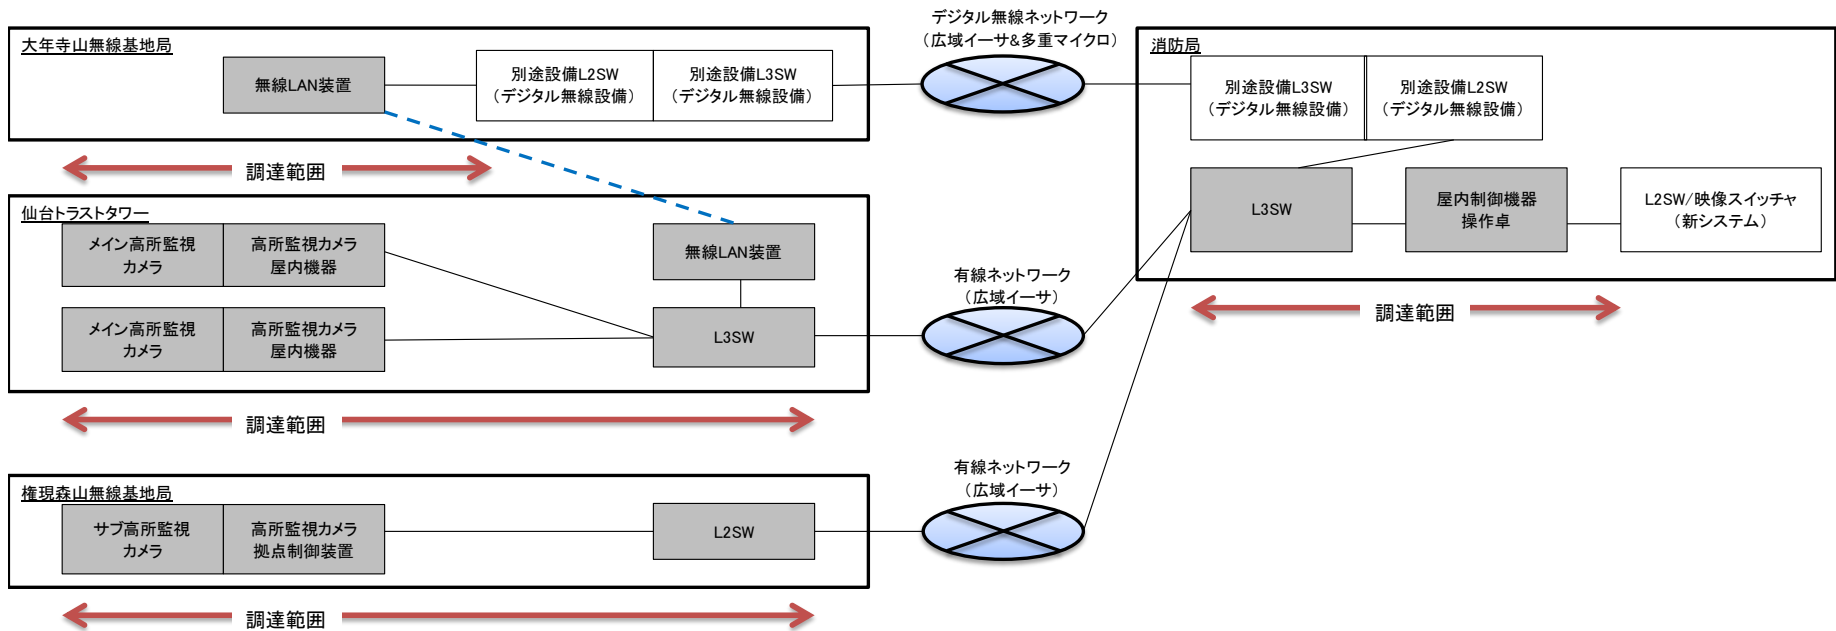 デジタル無線ネットワーク
（広域イーサ&多重マイクロ）
大年寺山無線基地局
無線LAN装置
別途設備L2SW
（デジタル無線設備）
別途設備L3SW
（デジタル無線設備）
調達範囲
消防局
別途設備L3SW
（デジタル無線設備）
別途設備L2SW
（デジタル無線設備）
L3SW
屋内制御機器
操作卓
L2SW/映像スイッチャ
（新システム）
調達範囲
仙台トラストタワー
メイン高所監視
カメラ
高所監視カメラ
屋内機器
無線LAN装置
メイン高所監視
カメラ
高所監視カメラ
屋内機器
L3SW
有線ネットワーク
（広域イーサ）
調達範囲
権現森山無線基地局
サブ高所監視
カメラ
高所監視カメラ
拠点制御装置
L2SW
有線ネットワーク
（広域イーサ）
調達範囲